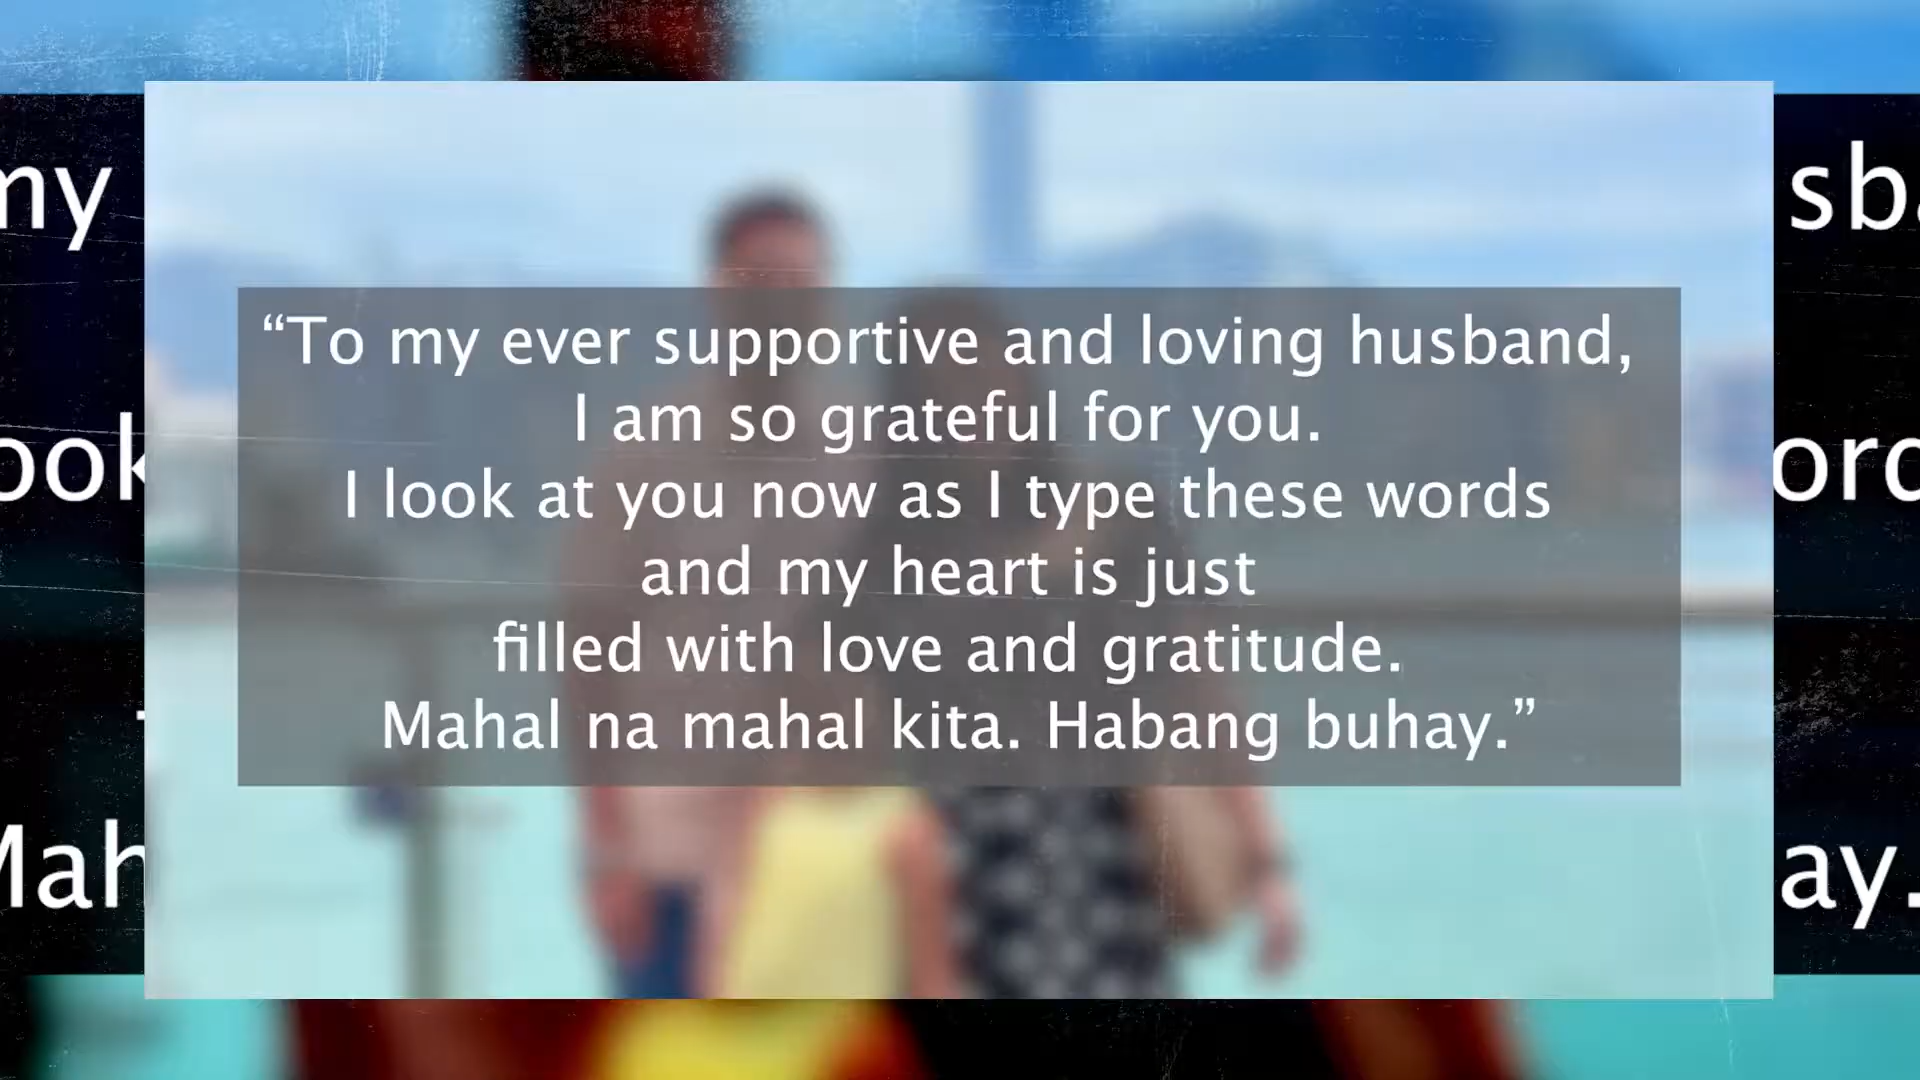 “To my ever supportive and loving husband,
I am so grateful for you.
I look at you now as I type these words
and my heart is just
filled with love and gratitude.
Mahal na mahal kita. Habang buhay.”